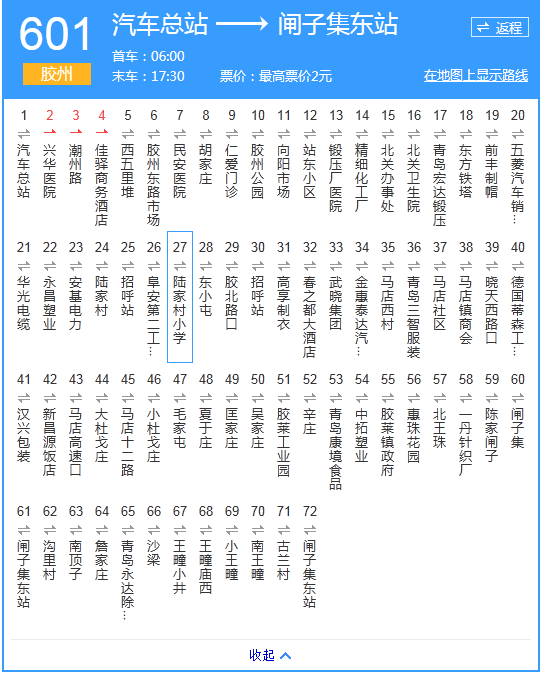 601 汽车总站 → 闸子集东站 返程
胶州 首车：06:00
末车：17:30 票价：最高票价2元 在地图上显示路线
1 汽车总站
2 兴华医院
3 潮州路
4 佳驿商务酒店
5 西五里堆
6 胶州东路市场
7 民安医院
8 胡家庄
9 仁爱门诊
10 胶州公园
11 向阳市场
12 站东小区
13 锻压厂医院
14 精细化工厂
15 北关办事处
16 北关卫生院
17 青岛宏达锻压
18 东方铁塔
19 前丰制帽
20 五菱汽车销…
21 华光电缆
22 永昌塑业
23 安基电力
24 陆家村
25 招呼站
26 阜安第二工…
27 陆家村小学
28 东小屯
29 胶北路口
30 招呼站
31 高享制衣
32 春之都大酒店
33 武晓集团
34 金惠泰达汽…
35 马店西村
36 青岛三智服装
37 马店社区
38 马店镇商会
39 晓天西路口
40 德国蒂森工…
41 汉兴包装
42 新昌源饭店
43 马店高速口
44 大杜戈庄
45 马店十二路
46 小杜戈庄
47 毛家屯
48 夏于庄
49 匡家庄
50 吴家庄
51 胶莱工业园
52 辛庄
53 青岛康境食品
54 中拓塑业
55 胶莱镇政府
56 惠珠花园
57 北王珠
58 一丹针织厂
59 陈家闸子
60 闸子集
61 闸子集东站
62 沟里村
63 南顶子
64 詹家庄
65 青岛永达除…
66 沙梁
67 王疃小井
68 王疃庙西
69 小王疃
70 南王疃
71 古兰村
72 闸子集东站
收起